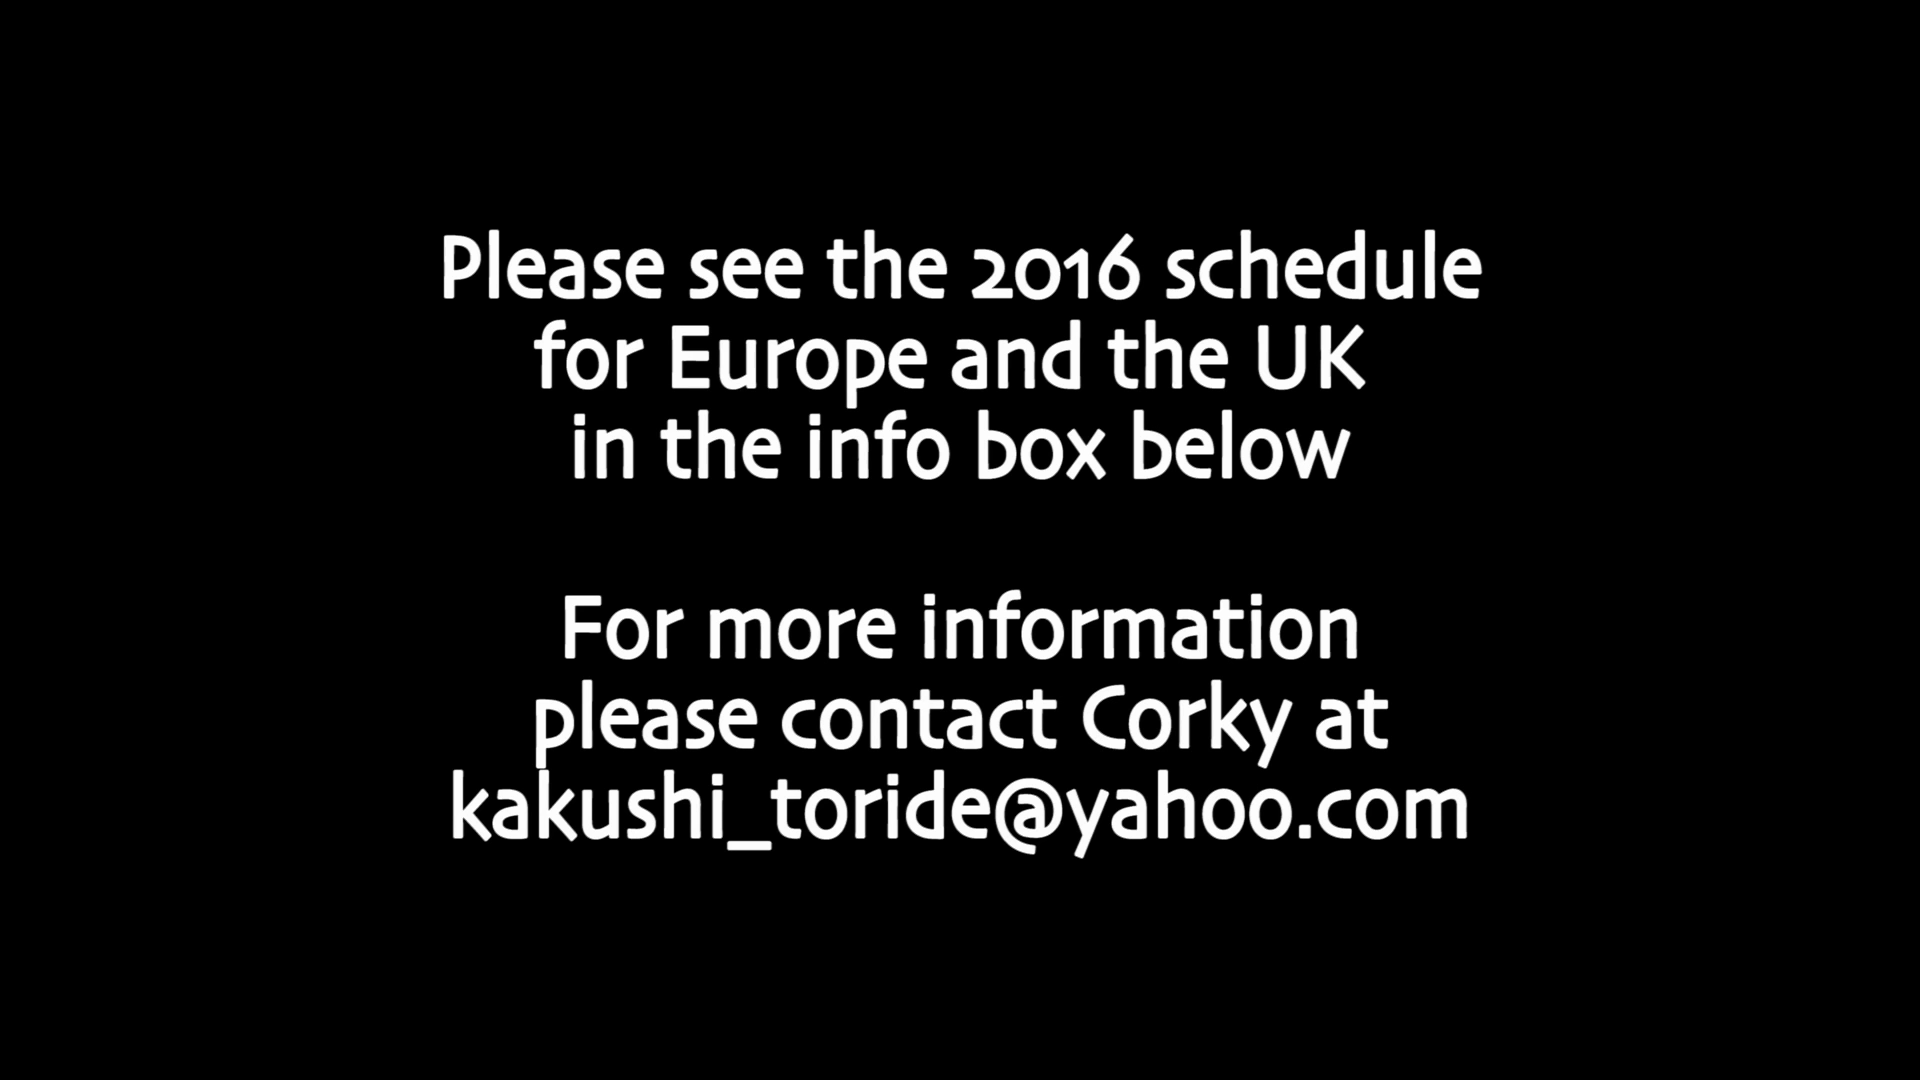 Please see the 2016 schedule
for Europe and the UK
in the info box below
For more information
please contact Corky at
kakushi_toride@yahoo.com